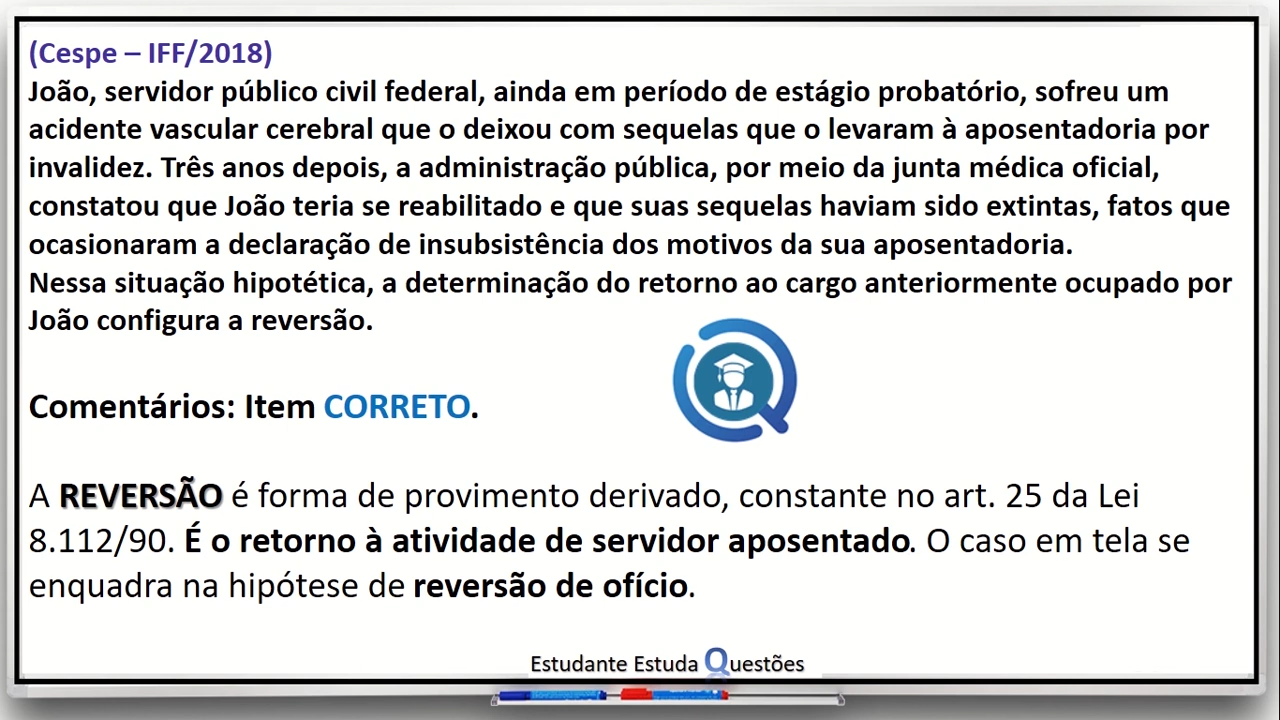 (Cespe – IFF/2018)
João, servidor público civil federal, ainda em período de estágio probatório, sofreu um
acidente vascular cerebral que o deixou com sequelas que o levaram à aposentadoria por
invalidez. Três anos depois, a administração pública, por meio da junta médica oficial,
constatou que João teria se reabilitado e que suas sequelas haviam sido extintas, fatos que
ocasionaram a declaração de insubsistência dos motivos da sua aposentadoria.
Nessa situação hipotética, a determinação do retorno ao cargo anteriormente ocupado por
João configura a reversão.
Comentários: Item CORRETO.
A REVERSÃO é forma de provimento derivado, constante no art. 25 da Lei
8.112/90. É o retorno à atividade de servidor aposentado. O caso em tela se
enquadra na hipótese de reversão de ofício.
Estudante Estuda Questões